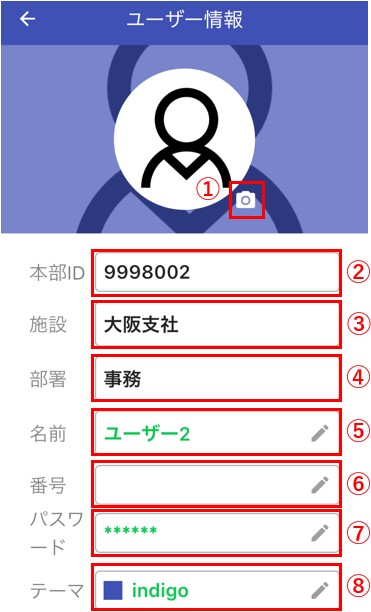 ユーザー情報
①
本部ID 9998002 ②
施設 大阪支社 ③
部署 事務 ④
名前 ユーザー2 ⑤
番号 ⑥
パスワ
ード ****** ⑦
テーマ indigo ⑧